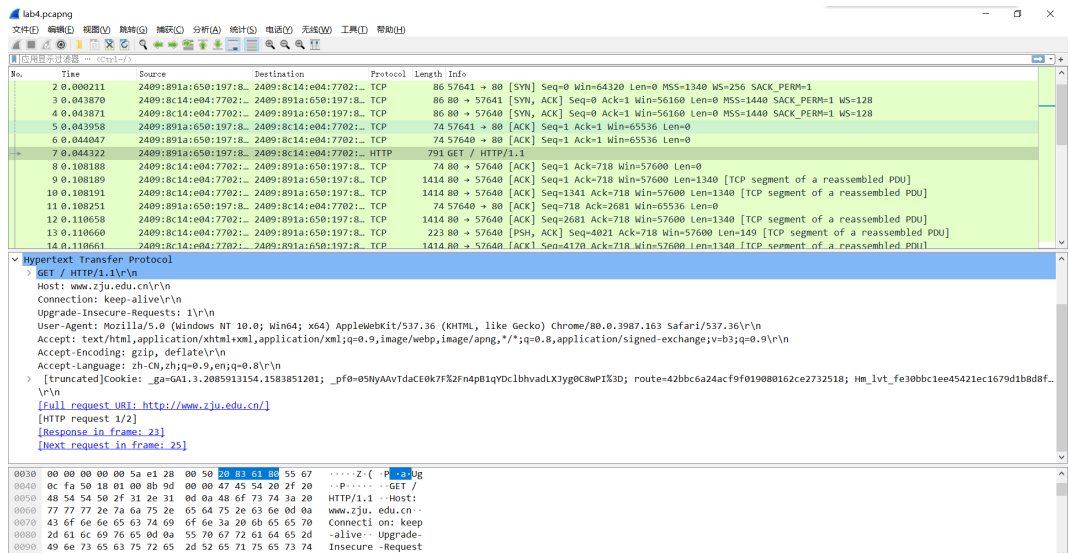 lab4.pcapng
文件(F) 编辑(E) 视图(V) 跳转(G) 捕获(C) 分析(A) 统计(S) 电话(Y) 无线(W) 工具(T) 帮助(H)
应用显示过滤器 … <Ctrl-/>
No. Time Source Destination Protocol Length Info
2 0.000211 2409:891a:650:197:8… 2409:8c14:e04:7702:… TCP 86 57641 → 80 [SYN] Seq=0 Win=64320 Len=0 MSS=1340 WS=256 SACK_PERM=1
3 0.043870 2409:8c14:e04:7702:… 2409:891a:650:197:8… TCP 86 80 → 57641 [SYN, ACK] Seq=0 Ack=1 Win=56160 Len=0 MSS=1440 SACK_PERM=1 WS=128
4 0.043871 2409:8c14:e04:7702:… 2409:891a:650:197:8… TCP 86 80 → 57640 [SYN, ACK] Seq=0 Ack=1 Win=56160 Len=0 MSS=1440 SACK_PERM=1 WS=128
5 0.043958 2409:891a:650:197:8… 2409:8c14:e04:7702:… TCP 74 57641 → 80 [ACK] Seq=1 Ack=1 Win=65536 Len=0
6 0.044047 2409:891a:650:197:8… 2409:8c14:e04:7702:… TCP 74 57640 → 80 [ACK] Seq=1 Ack=1 Win=65536 Len=0
7 0.044322 2409:891a:650:197:8… 2409:8c14:e04:7702:… HTTP 791 GET / HTTP/1.1
8 0.108188 2409:8c14:e04:7702:… 2409:891a:650:197:8… TCP 74 80 → 57640 [ACK] Seq=1 Ack=718 Win=57600 Len=0
9 0.108189 2409:8c14:e04:7702:… 2409:891a:650:197:8… TCP 1414 80 → 57640 [ACK] Seq=1 Ack=718 Win=57600 Len=1340 [TCP segment of a reassembled PDU]
10 0.108191 2409:8c14:e04:7702:… 2409:891a:650:197:8… TCP 1414 80 → 57640 [ACK] Seq=1341 Ack=718 Win=57600 Len=1340 [TCP segment of a reassembled PDU]
11 0.108251 2409:891a:650:197:8… 2409:8c14:e04:7702:… TCP 74 57640 → 80 [ACK] Seq=718 Ack=2681 Win=65536 Len=0
12 0.110658 2409:8c14:e04:7702:… 2409:891a:650:197:8… TCP 1414 80 → 57640 [ACK] Seq=2681 Ack=718 Win=57600 Len=1340 [TCP segment of a reassembled PDU]
13 0.110660 2409:8c14:e04:7702:… 2409:891a:650:197:8… TCP 223 80 → 57640 [PSH, ACK] Seq=4021 Ack=718 Win=57600 Len=149 [TCP segment of a reassembled PDU]
14 0.110661 2409:8c14:e04:7702:… 2409:891a:650:197:8… TCP 1414 80 → 57640 [ACK] Seq=4170 Ack=718 Win=57600 Len=1340 [TCP segment of a reassembled PDU]
Hypertext Transfer Protocol
GET / HTTP/1.1\r\n
Host: www.zju.edu.cn\r\n
Connection: keep-alive\r\n
Upgrade-Insecure-Requests: 1\r\n
User-Agent: Mozilla/5.0 (Windows NT 10.0; Win64; x64) AppleWebKit/537.36 (KHTML, like Gecko) Chrome/80.0.3987.163 Safari/537.36\r\n
Accept: text/html,application/xhtml+xml,application/xml;q=0.9,image/webp,image/apng,*/*;q=0.8,application/signed-exchange;v=b3;q=0.9\r\n
Accept-Encoding: gzip, deflate\r\n
Accept-Language: zh-CN,zh;q=0.9,en;q=0.8\r\n
[truncated]Cookie: _ga=GA1.3.2085913154.1583851201; _pf0=05NyAAvTdaCE0k7F%2Fn4pB1qYDclbhvadLXJyg0C8wPI%3D; route=42bbc6a24acf9f019080162ce2732518; Hm_lvt_fe30bbc1ee45421ec1679d1b8d8f…
\r\n
[Full request URI: http://www.zju.edu.cn/]
[HTTP request 1/2]
[Response in frame: 23]
[Next request in frame: 25]
0030 00 00 00 00 00 5a e1 28 00 50 20 83 61 80 55 67 ·····Z·( ·P ·a·Ug
0040 0c fa 50 18 01 00 8b 9d 00 00 47 45 54 20 2f 20 ··P····· ··GET /
0050 48 54 54 50 2f 31 2e 31 0d 0a 48 6f 73 74 3a 20 HTTP/1.1 ··Host:
0060 77 77 77 2e 7a 6a 75 2e 65 64 75 2e 63 6e 0d 0a www.zju. edu.cn··
0070 43 6f 6e 6e 65 63 74 69 6f 6e 3a 20 6b 65 65 70 Connecti on: keep
0080 2d 61 6c 69 76 65 0d 0a 55 70 67 72 61 64 65 2d -alive·· Upgrade-
0090 49 6e 73 65 63 75 72 65 2d 52 65 71 75 65 73 74 Insecure -Request